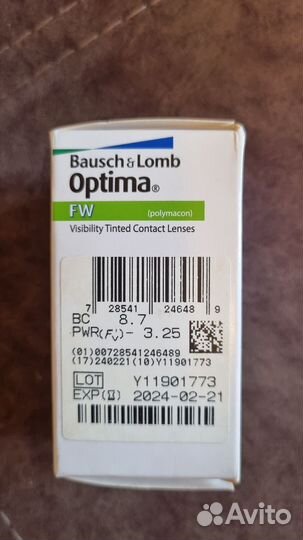 Bausch & Lomb
Optima®
FW (polymacon)
Visibility Tinted Contact Lenses
7 28541 24648 9
BC 8.7
PWR(F'v) - 3.25
(01)00728541246489
(17)240221(10)Y11901773
LOT Y11901773
EXP(II) 2024-02-21
Avito